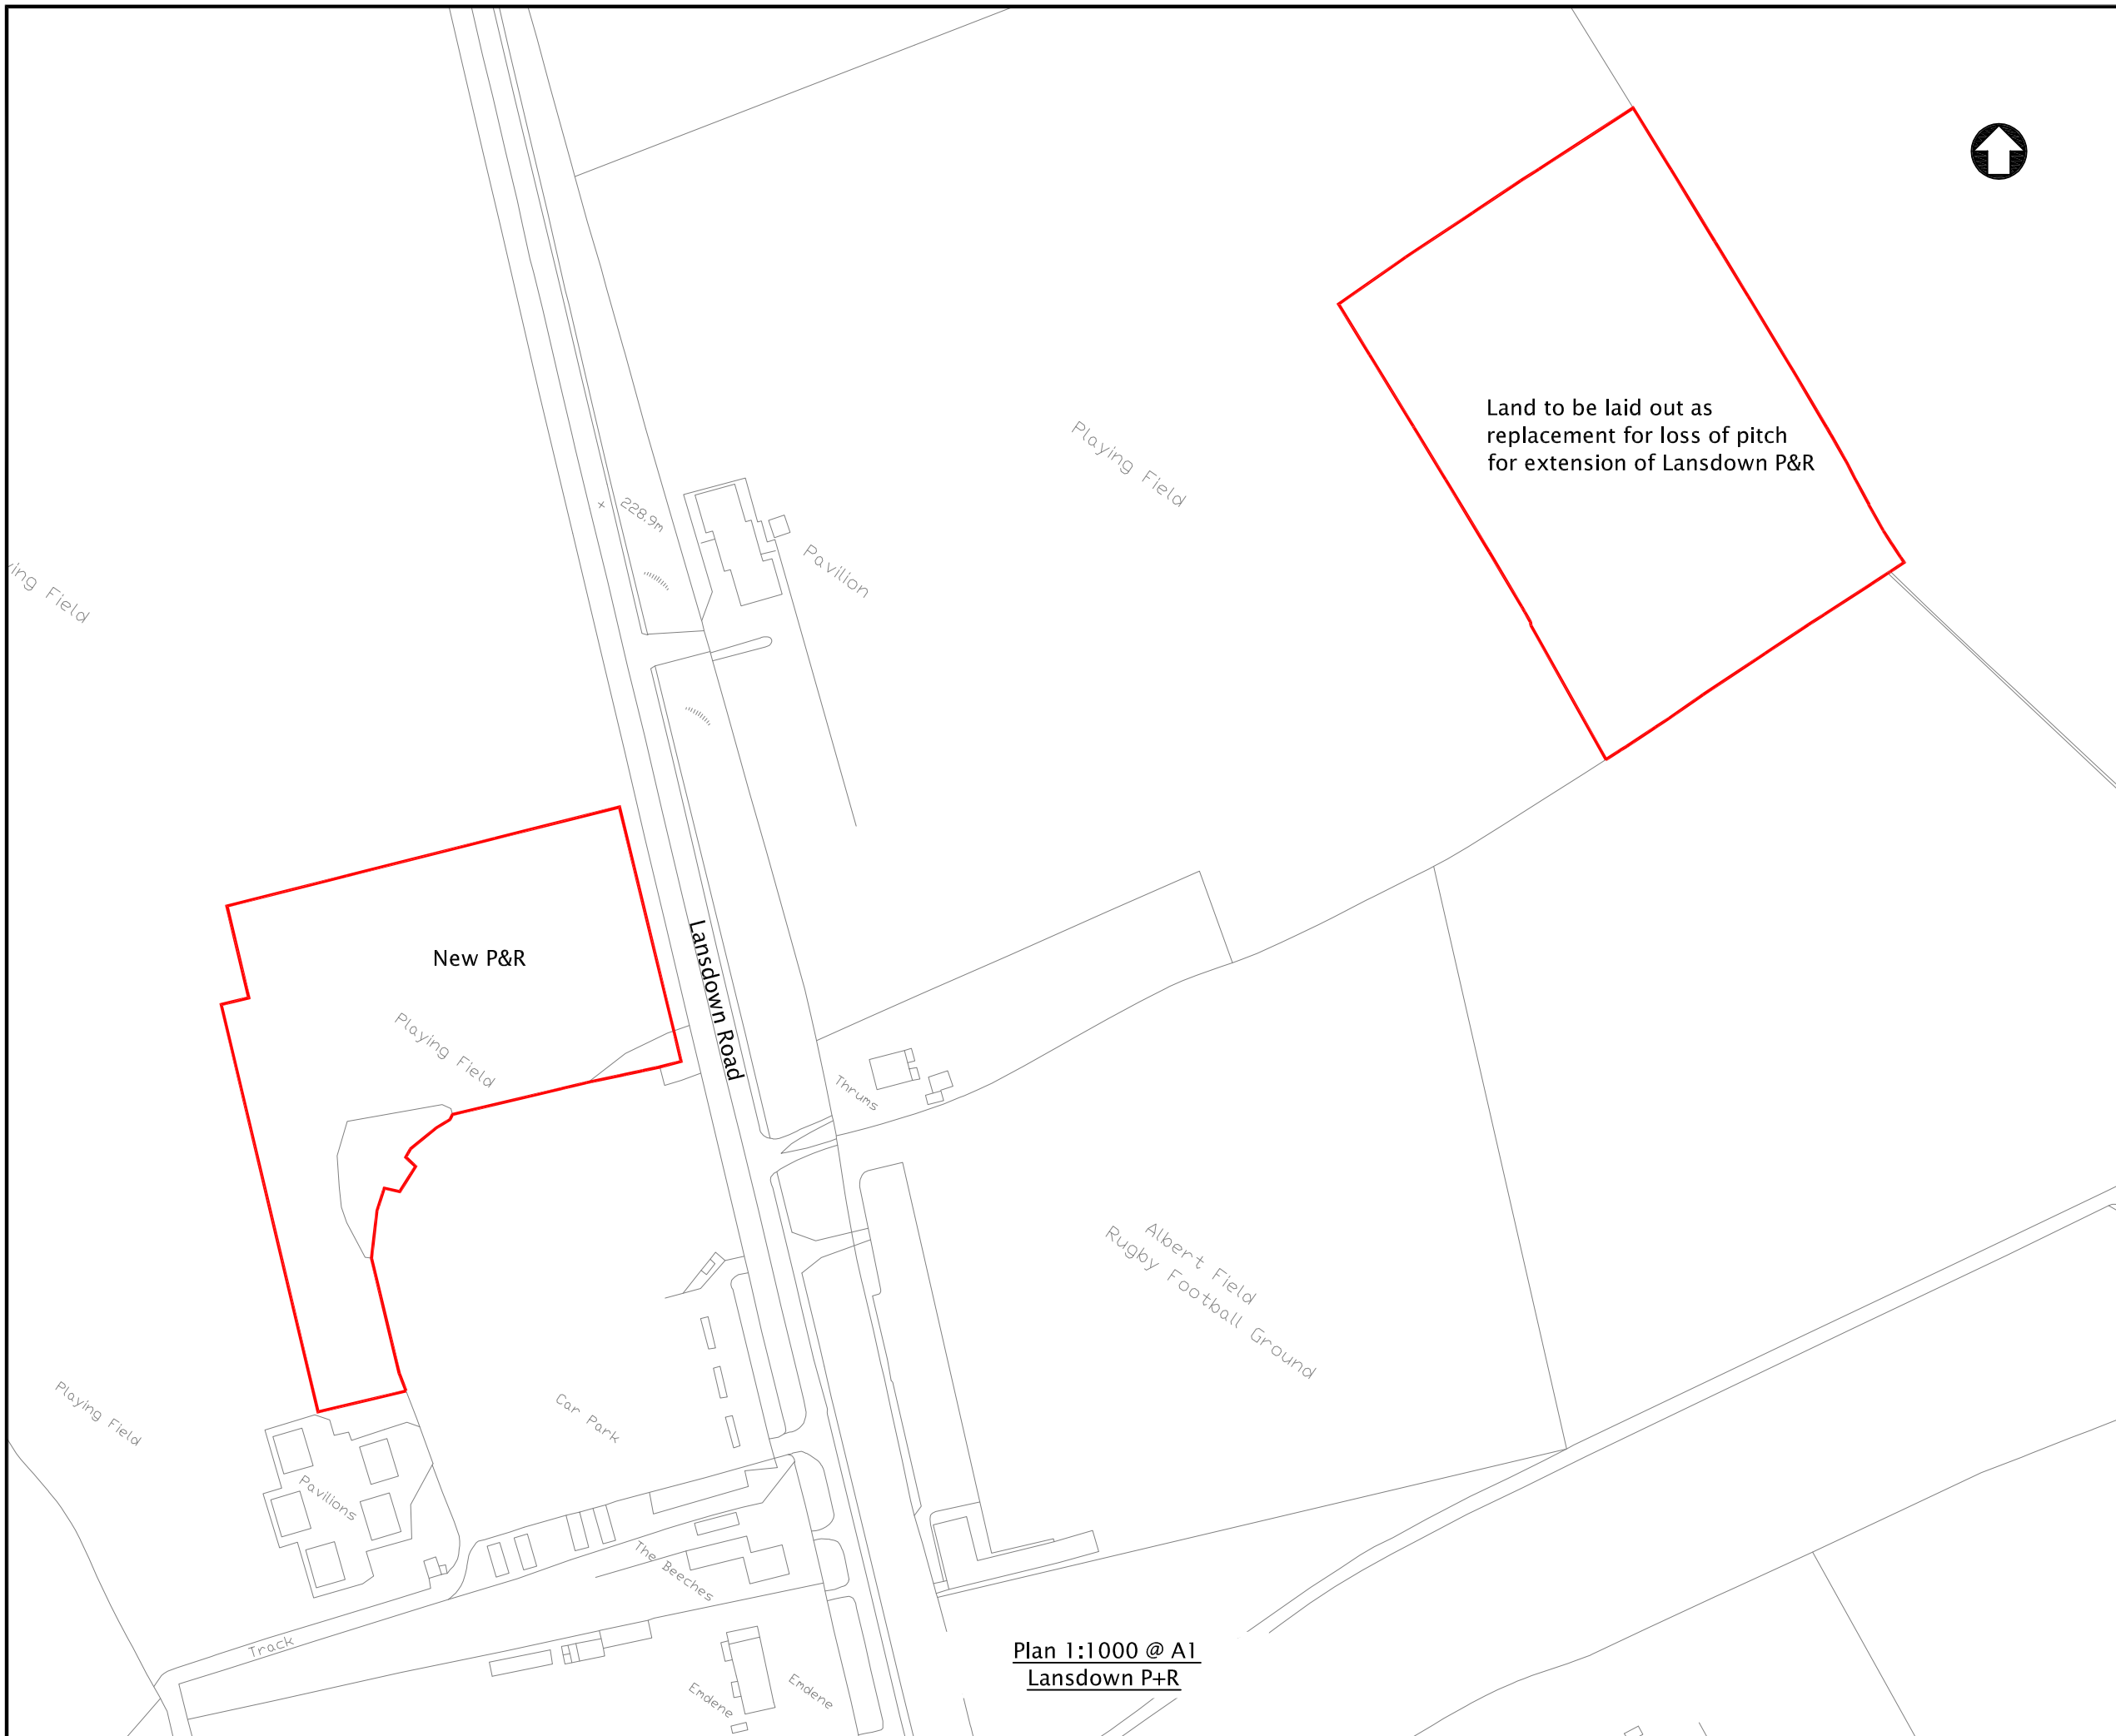 Land to be laid out as
replacement for loss of pitch
for extension of Lansdown P&R
Playing Field
228.9m
Pavilion
ying Field
New P&R
Playing Field
Lansdown Road
Thrums
Albert Field
Rugby Football Ground
Playing Field
Car Park
Pavilions
The Beeches
Track
Emdene
Emdene
Plan 1:1000 @ A1
Lansdown P+R